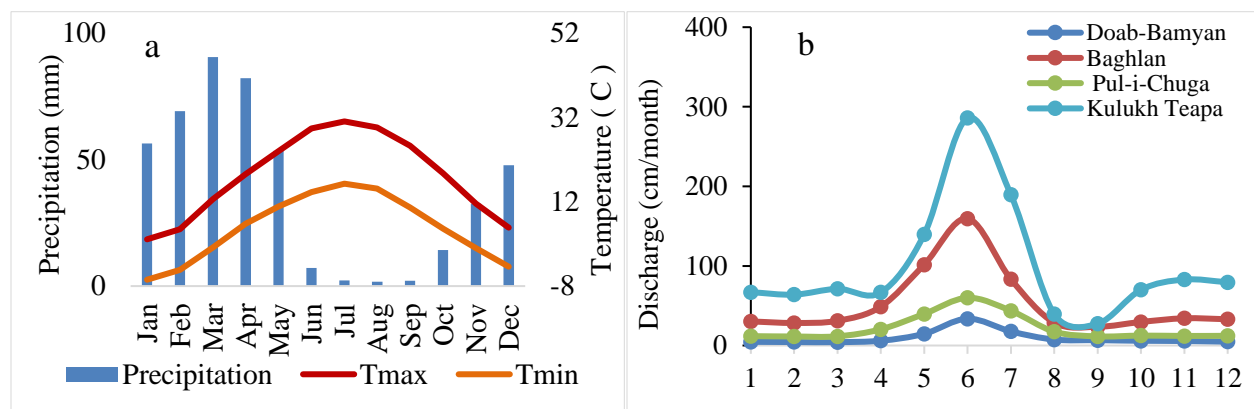 a
Precipitation (mm)
100
50
0
Temperature ( C )
52
32
12
-8
Jan
Feb
Mar
Apr
May
Jun
Jul
Aug
Sep
Oct
Nov
Dec
Precipitation
Tmax
Tmin
b
Discharge (cm/month)
400
300
200
100
0
1 2 3 4 5 6 7 8 9 10 11 12
Doab-Bamyan
Baghlan
Pul-i-Chuga
Kulukh Teapa